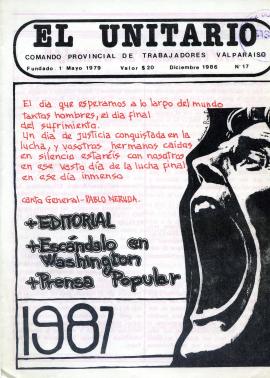 EL UNITARIO
COMANDO PROVINCIAL DE TRABAJADORES VALPARAISO
Fundado. 1 Mayo 1979 Valor $20 Diciembre 1986 N°17
El día que esperamos a lo largo del mundo
tantos hombres, el día final
del sufrimiento.
Un día de justicia conquistada en la
lucha, y vosotros hermanos caídos
en silencio estaréis con nosotros
en ese vasto día de la lucha final
en ese día inmenso
Canto General - PABLO NERUDA.
+EDITORIAL
+Escándalo en
Washington
+Prensa Popular
1987